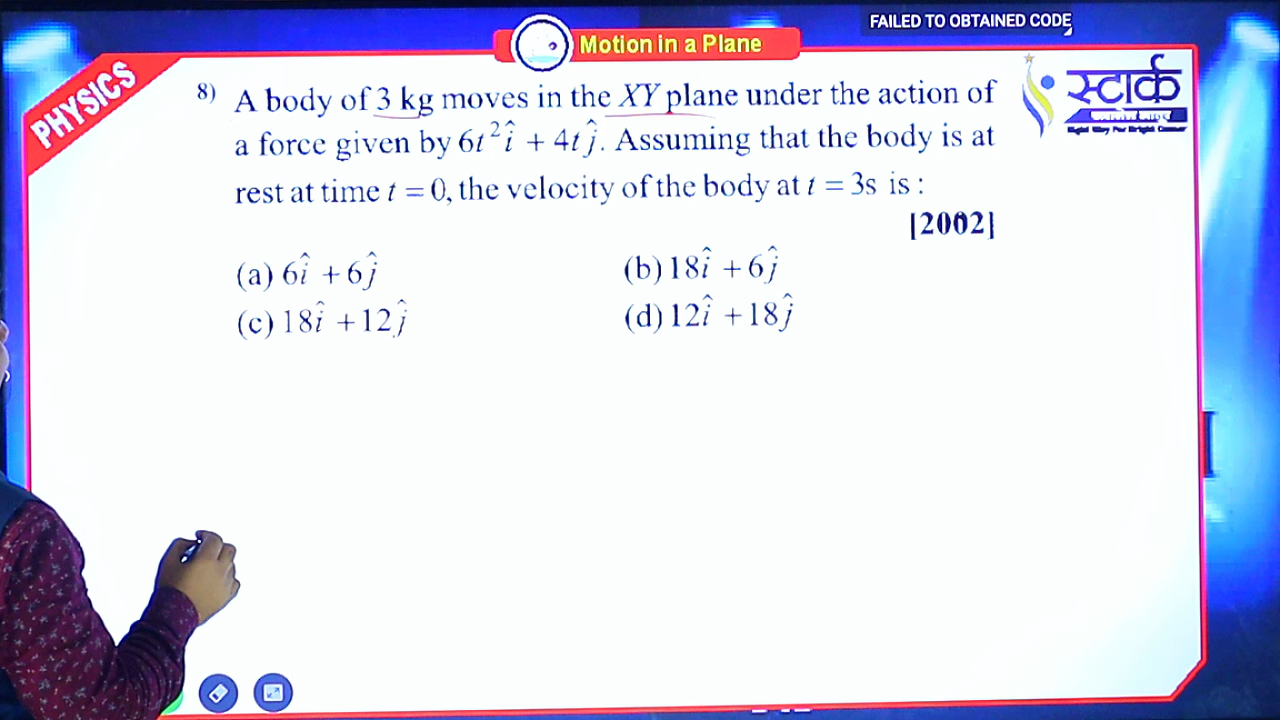 FAILED TO OBTAINED CODE
Motion in a Plane
PHYSICS
स्टार्क
8) A body of 3 kg moves in the XY plane under the action of
a force given by 6t² î + 4t ĵ. Assuming that the body is at
rest at time t = 0, the velocity of the body at t = 3s is :
[2002]
(a) 6î + 6ĵ
(b) 18î + 6ĵ
(c) 18î + 12ĵ
(d) 12î + 18ĵ